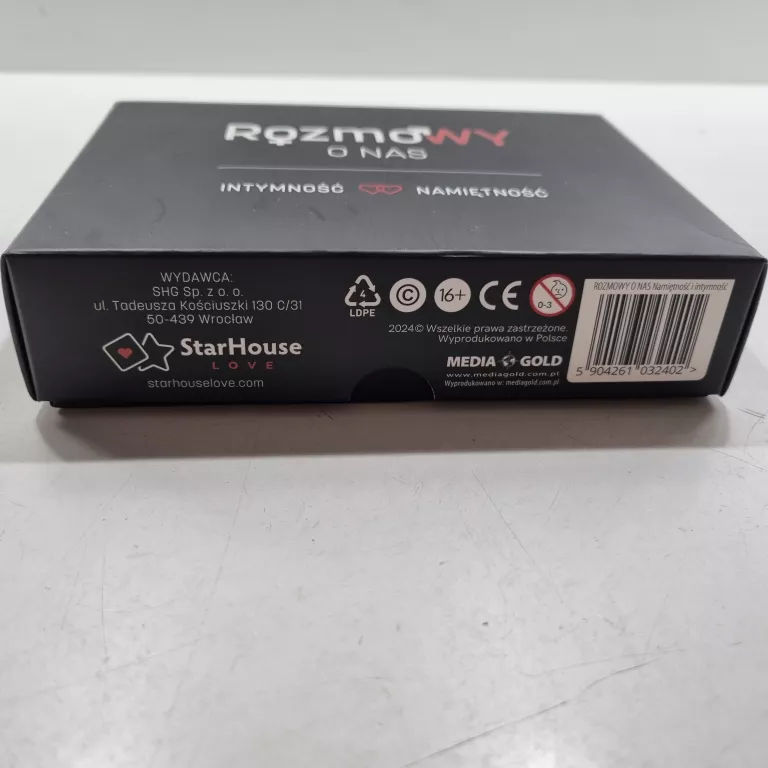 RozmoWY
O NAS
INTYMNOŚĆ NAMIĘTNOŚĆ
WYDAWCA:
SHG Sp. z o. o.
ul. Tadeusza Kościuszki 130 C/31
50-439 Wrocław
StarHouse
LOVE
starhouselove.com
4
LDPE
©
16+
CE
0-3
2024© Wszelkie prawa zastrzeżone.
Wyprodukowano w Polsce
MEDIA GOLD
www.mediagold.com.pl
Wyprodukowano w: mediagold.com.pl
ROZMOWY O NAS Namiętność i intymność
5 904261 032402 >